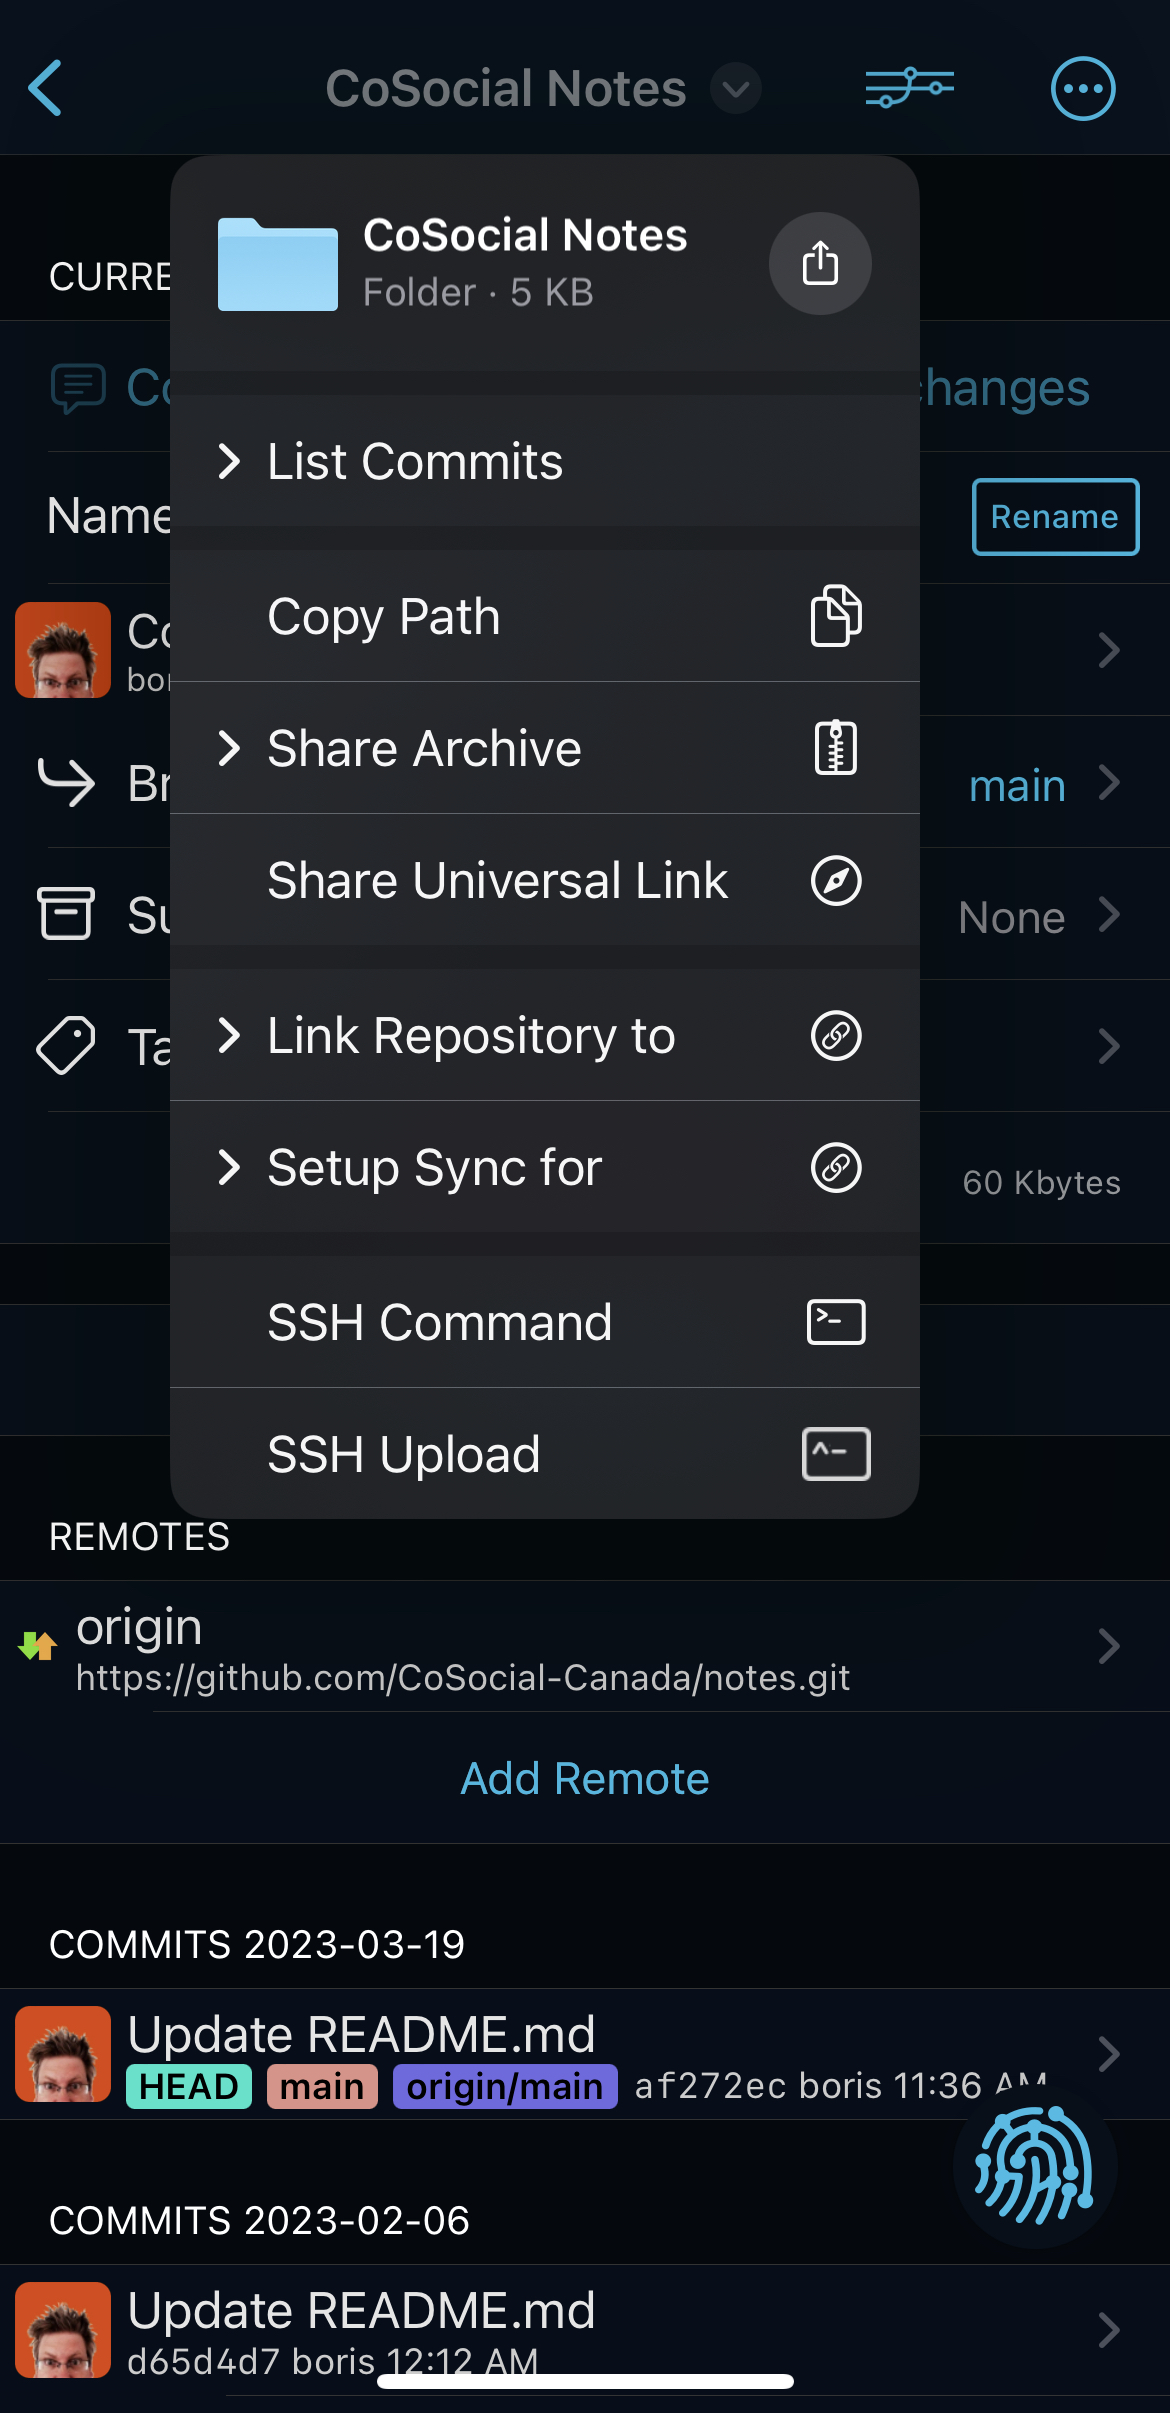 CoSocial Notes
CoSocial Notes
Folder · 5 KB
CURRE
Co
hanges
List Commits
Name
Rename
Copy Path
Co
bor
Share Archive
Br
main
Share Universal Link
Su
None
Link Repository to
Ta
Setup Sync for
60 Kbytes
SSH Command
SSH Upload
REMOTES
origin
https://github.com/CoSocial-Canada/notes.git
Add Remote
COMMITS 2023-03-19
Update README.md
HEAD main origin/main af272ec boris 11:36 AM
COMMITS 2023-02-06
Update README.md
d65d4d7 boris 12:12 AM